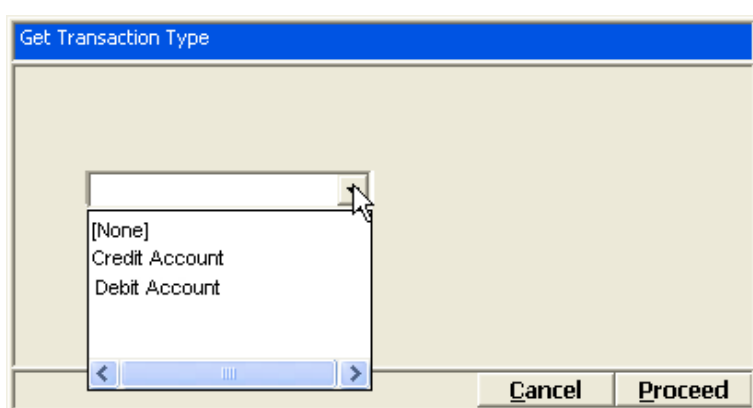 Get Transaction Type
[None]
Credit Account
Debit Account
Cancel Proceed